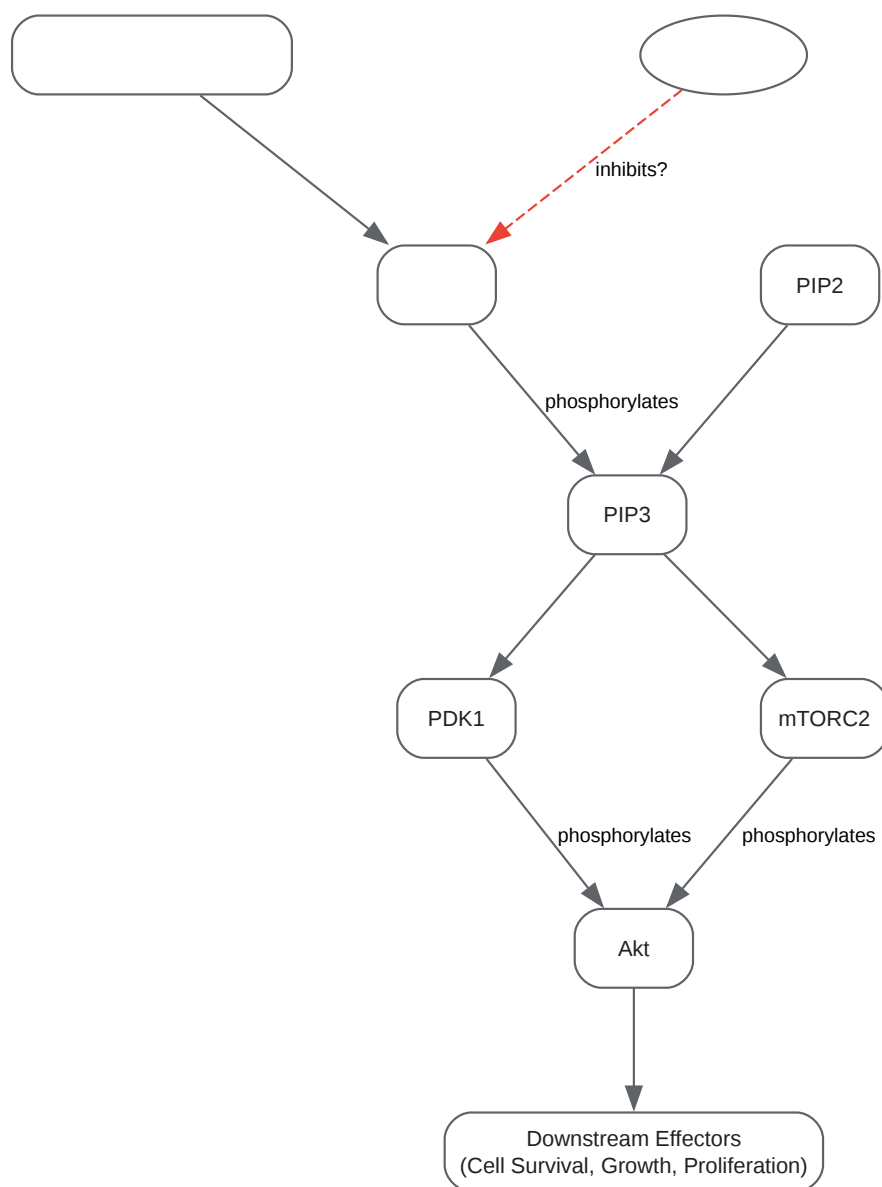 inhibits?
PIP2
phosphorylates
PIP3
PDK1
mTORC2
phosphorylates
phosphorylates
Akt
Downstream Effectors
(Cell Survival, Growth, Proliferation)